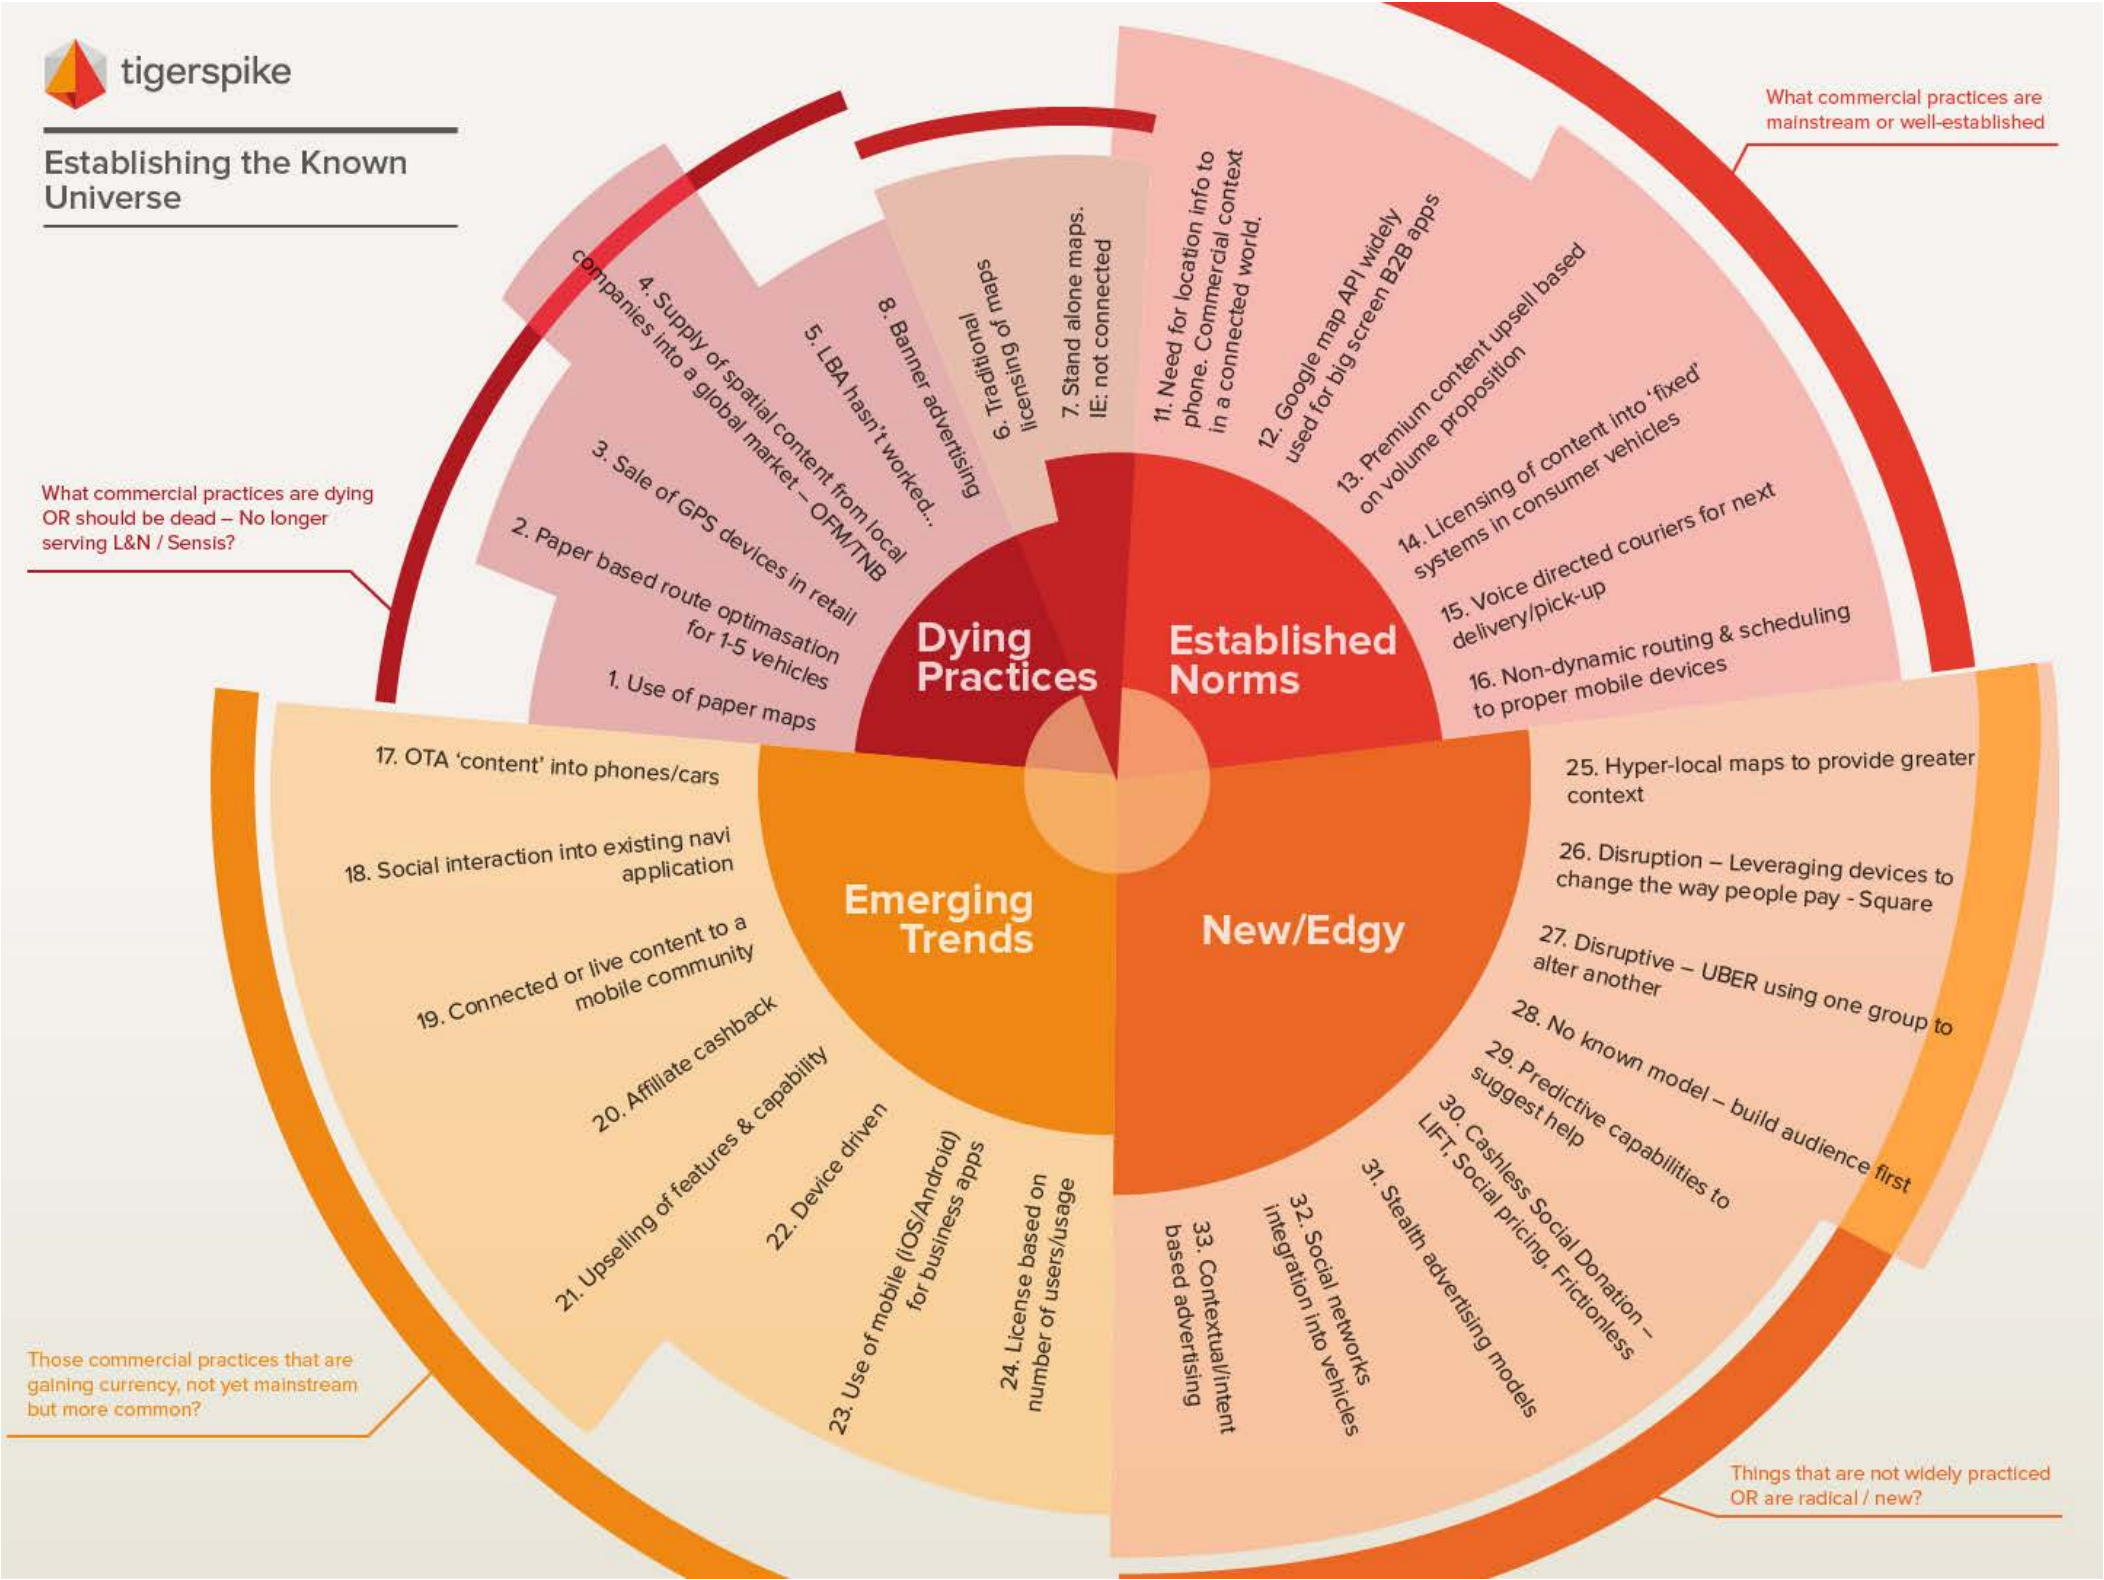 tigerspike
Establishing the Known
Universe
What commercial practices are
mainstream or well-established
What commercial practices are dying
OR should be dead – No longer
serving L&N / Sensis?
Those commercial practices that are
gaining currency, not yet mainstream
but more common?
Things that are not widely practiced
OR are radical / new?
Dying
Practices
1. Use of paper maps
2. Paper based route optimasation
for 1-5 vehicles
3. Sale of GPS devices in retail
4. Supply of spatial content from local
companies into a global market – OFM/TNB
5. LBA hasn't worked...
8. Banner advertising
6. Traditional
licensing of maps
7. Stand alone maps.
IE: not connected
Established
Norms
11. Need for location info to
phone. Commercial context
in a connected world.
12. Google map API widely
used for big screen B2B apps
13. Premium content upsell based
on volume proposition
14. Licensing of content into ‘fixed’
systems in consumer vehicles
15. Voice directed couriers for next
delivery/pick-up
16. Non-dynamic routing & scheduling
to proper mobile devices
Emerging
Trends
17. OTA ‘content’ into phones/cars
18. Social interaction into existing navi
application
19. Connected or live content to a
mobile community
20. Affiliate cashback
21. Upselling of features & capability
22. Device driven
23. Use of mobile (iOS/Android)
for business apps
24. License based on
number of users/usage
New/Edgy
25. Hyper-local maps to provide greater
context
26. Disruption – Leveraging devices to
change the way people pay - Square
27. Disruptive – UBER using one group to
alter another
28. No known model – build audience first
29. Predictive capabilities to
suggest help
30. Cashless Social Donation –
LIFT, Social pricing, Frictionless
31. Stealth advertising models
32. Social networks
integration into vehicles
33. Contextual/intent
based advertising